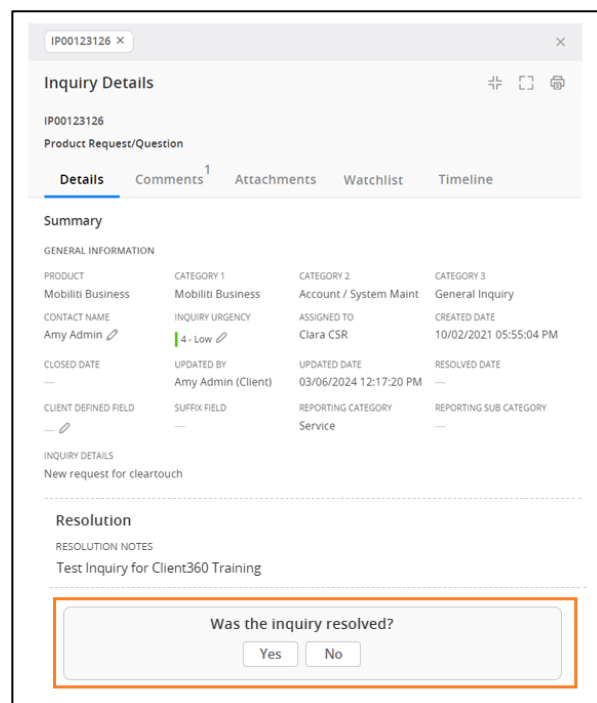 IP00123126 ×
Inquiry Details
IP00123126
Product Request/Question
Details Comments 1 Attachments Watchlist Timeline
Summary
GENERAL INFORMATION
PRODUCT CATEGORY 1 CATEGORY 2 CATEGORY 3
Mobiliti Business Mobiliti Business Account / System Maint General Inquiry
CONTACT NAME INQUIRY URGENCY ASSIGNED TO CREATED DATE
Amy Admin 4 - Low Clara CSR 10/02/2021 05:55:04 PM
CLOSED DATE UPDATED BY UPDATED DATE RESOLVED DATE
— Amy Admin (Client) 03/06/2024 12:17:20 PM —
CLIENT DEFINED FIELD SUFFIX FIELD REPORTING CATEGORY REPORTING SUB CATEGORY
— — Service —
INQUIRY DETAILS
New request for cleartouch
Resolution
RESOLUTION NOTES
Test Inquiry for Client360 Training
Was the inquiry resolved?
Yes No